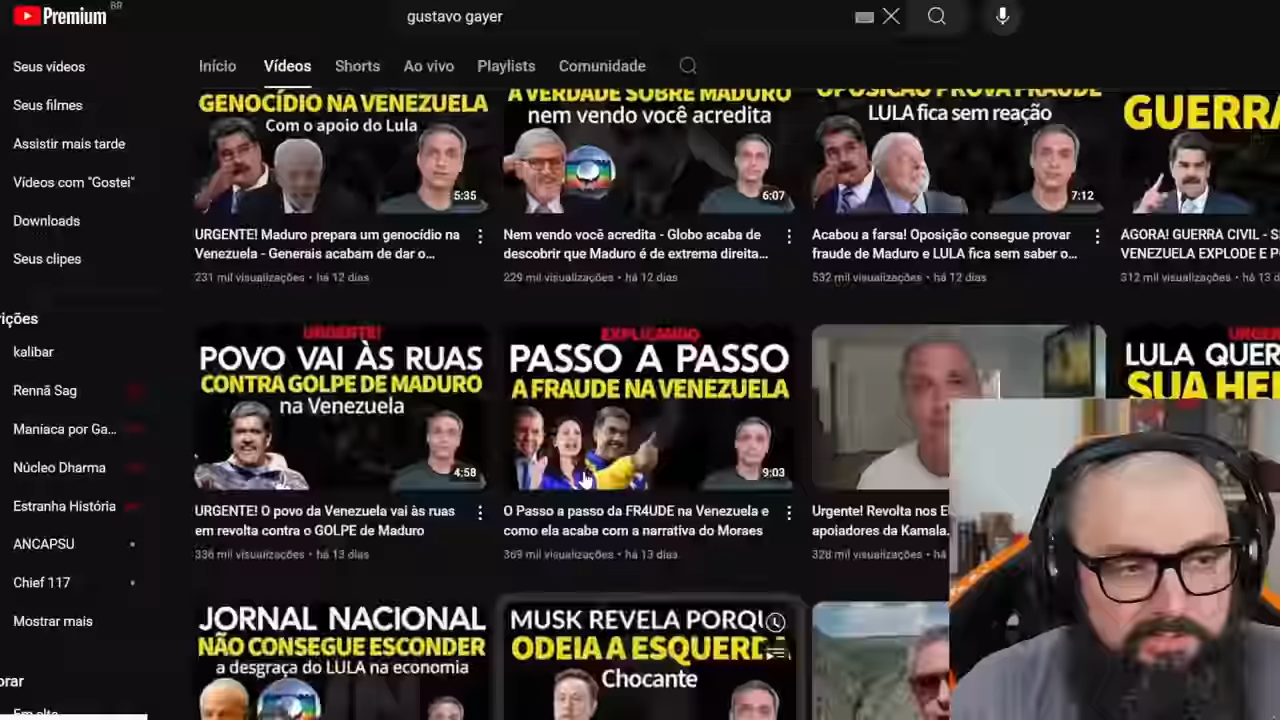 Premium BR
gustavo gayer
Seus vídeos
Seus filmes
Assistir mais tarde
Vídeos com "Gostei"
Downloads
Seus clipes
rições
kalibar
Rennã Sag
Maníaca por Ga...
Núcleo Dharma
Estranha História
ANCAPSU
Chief 117
Mostrar mais
orar
Em alta
Início Vídeos Shorts Ao vivo Playlists Comunidade
GENOCÍDIO NA VENEZUELA
Com o apoio do Lula
5:35
URGENTE! Maduro prepara um genocídio na
Venezuela - Generais acabam de dar o...
231 mil visualizações • há 12 dias
A VERDADE SOBRE MADURO
nem vendo você acredita
6:07
Nem vendo você acredita - Globo acaba de
descobrir que Maduro é de extrema direita...
229 mil visualizações • há 12 dias
OPOSIÇÃO PROVA FRAUDE
LULA fica sem reação
7:12
Acabou a farsa! Oposição consegue provar
fraude de Maduro e LULA fica sem saber o...
532 mil visualizações • há 12 dias
GUERRA
AGORA! GUERRA CIVIL - S
VENEZUELA EXPLODE E P
312 mil visualizações • há 13 d
URGENTE!
POVO VAI ÀS RUAS
CONTRA GOLPE DE MADURO
na Venezuela
4:58
URGENTE! O povo da Venezuela vai às ruas
em revolta contra o GOLPE de Maduro
336 mil visualizações • há 13 dias
EXPLICANDO
PASSO A PASSO
A FRAUDE NA VENEZUELA
9:03
O Passo a passo da FR4UDE na Venezuela e
como ela acaba com a narrativa do Moraes
369 mil visualizações • há 13 dias
Urgente! Revolta nos E
apoiadores da Kamala.
328 mil visualizações • há
URGEN
LULA QUER
SUA HE
JORNAL NACIONAL
NÃO CONSEGUE ESCONDER
a desgraça do LULA na economia
MUSK REVELA PORQU
ODEIA A ESQUERD
Chocante